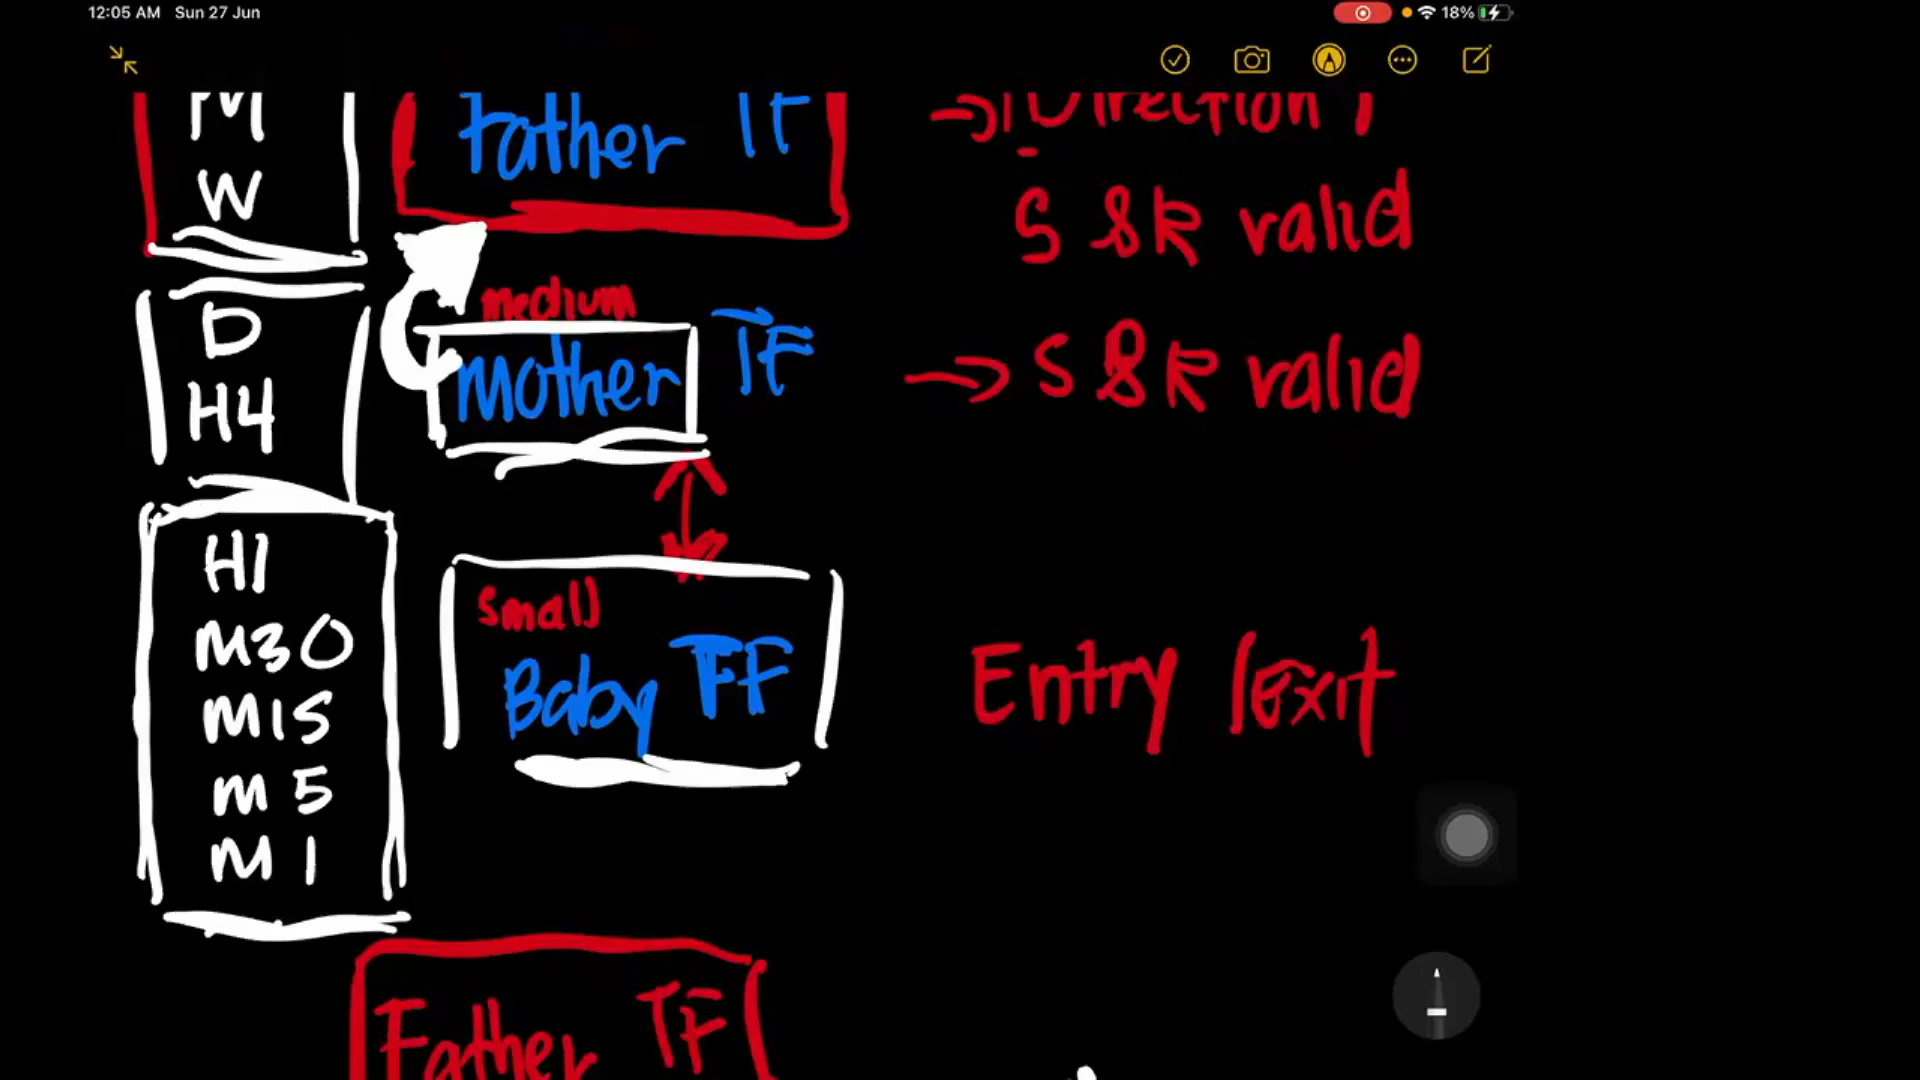 12:05 AM Sun 27 Jun 18%
M
W
Father TF
Direction
S & R valid
D
H4
medium
Mother TF
S & R valid
H1
M30
M15
M5
M1
small
Baby TF
Entry / exit
Father TF